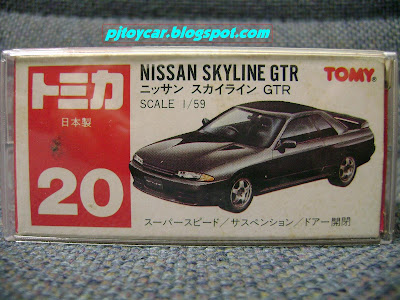 pjtoycar.blogspot.com
トミカ
日本製
20
NISSAN SKYLINE GTR
ニッサン スカイライン GTR
SCALE 1/59
TOMY
スーパースピード/サスペンション/ドアー開閉